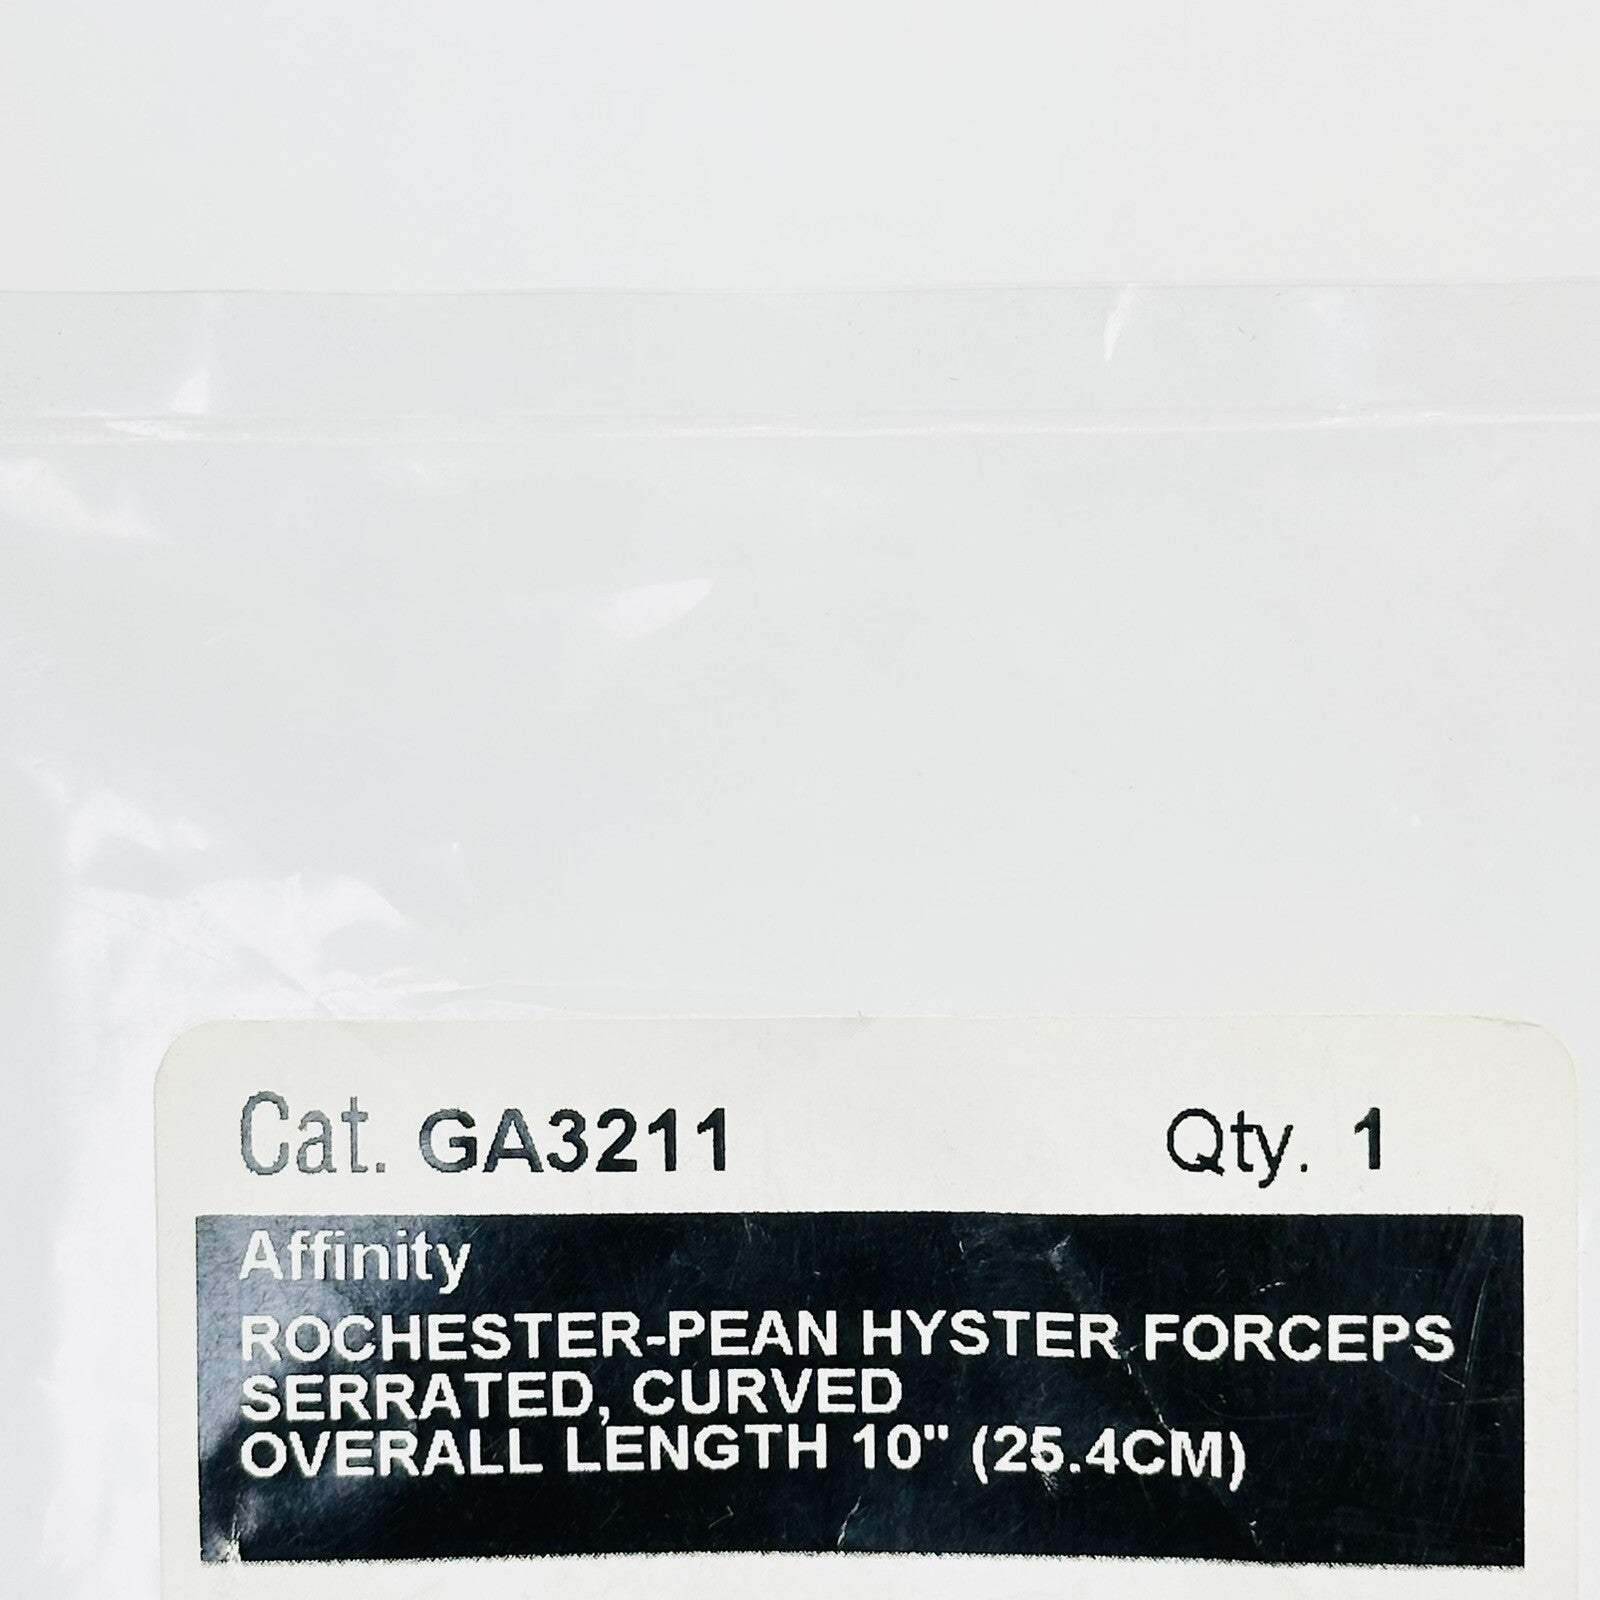 Cat. GA3211 Qty. 1
Affinity
ROCHESTER-PEAN HYSTER FORCEPS
SERRATED, CURVED
OVERALL LENGTH 10" (25.4CM)